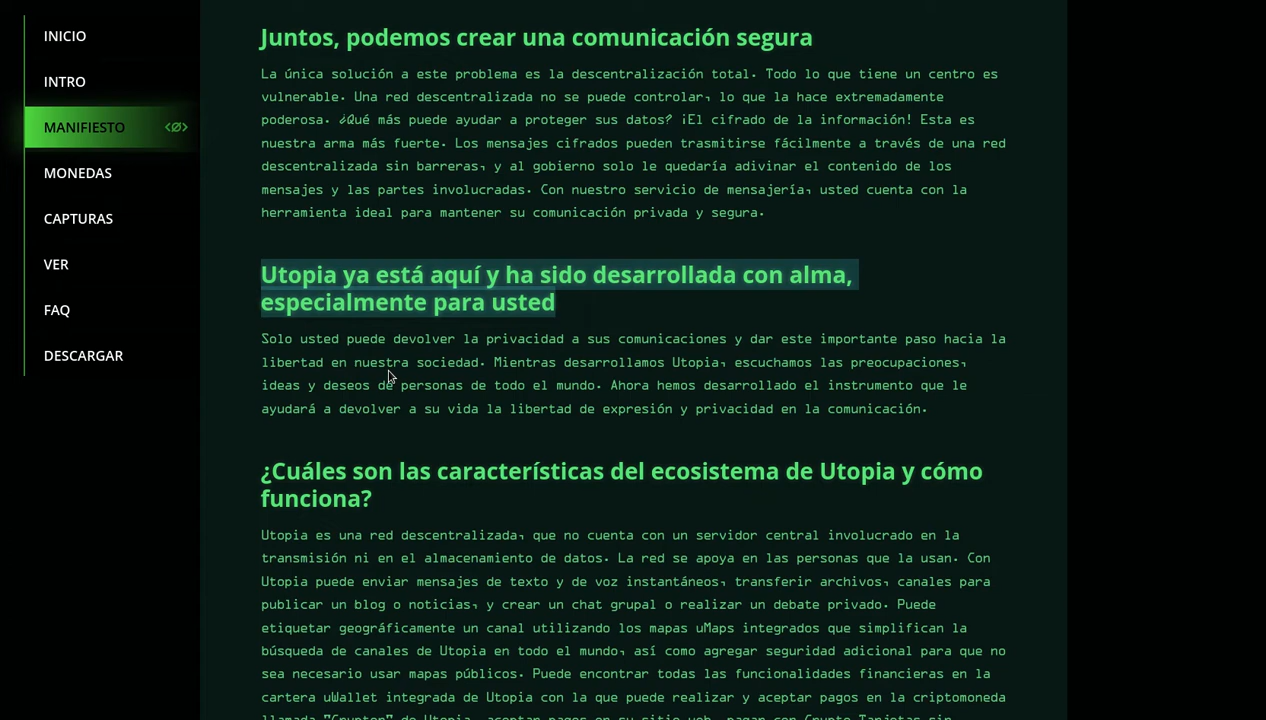 INICIO
INTRO
MANIFIESTO
MONEDAS
CAPTURAS
VER
FAQ
DESCARGAR
Juntos, podemos crear una comunicación segura
La única solución a este problema es la descentralización total. Todo lo que tiene un centro es
vulnerable. Una red descentralizada no se puede controlar, lo que la hace extremadamente
poderosa. ¿Qué más puede ayudar a proteger sus datos? ¡El cifrado de la información! Esta es
nuestra arma más fuerte. Los mensajes cifrados pueden trasmitirse fácilmente a través de una red
descentralizada sin barreras, y al gobierno solo le quedaría adivinar el contenido de los
mensajes y las partes involucradas. Con nuestro servicio de mensajería, usted cuenta con la
herramienta ideal para mantener su comunicación privada y segura.
Utopia ya está aquí y ha sido desarrollada con alma,
especialmente para usted
Solo usted puede devolver la privacidad a sus comunicaciones y dar este importante paso hacia la
libertad en nuestra sociedad. Mientras desarrollamos Utopia, escuchamos las preocupaciones,
ideas y deseos de personas de todo el mundo. Ahora hemos desarrollado el instrumento que le
ayudará a devolver a su vida la libertad de expresión y privacidad en la comunicación.
¿Cuáles son las características del ecosistema de Utopia y cómo
funciona?
Utopia es una red descentralizada, que no cuenta con un servidor central involucrado en la
transmisión ni en el almacenamiento de datos. La red se apoya en las personas que la usan. Con
Utopia puede enviar mensajes de texto y de voz instantáneos, transferir archivos, canales para
publicar un blog o noticias, y crear un chat grupal o realizar un debate privado. Puede
etiquetar geográficamente un canal utilizando los mapas uMaps integrados que simplifican la
búsqueda de canales de Utopia en todo el mundo, así como agregar seguridad adicional para que no
sea necesario usar mapas públicos. Puede encontrar todas las funcionalidades financieras en la
cartera uWallet integrada de Utopia con la que puede realizar y aceptar pagos en la criptomoneda
llamada "Crypton" de Utopia, aceptar pagos en su sitio web, pagar con Crypto Tarjetas sin